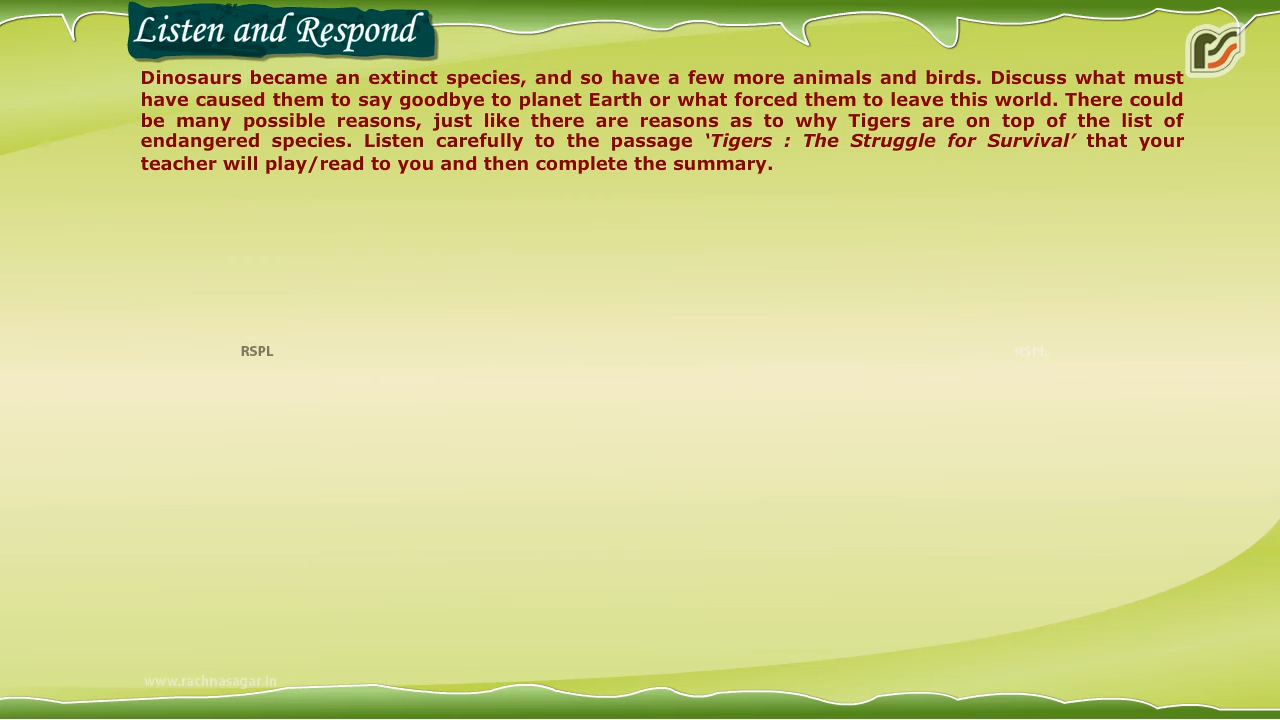 Listen and Respond
Dinosaurs became an extinct species, and so have a few more animals and birds. Discuss what must
have caused them to say goodbye to planet Earth or what forced them to leave this world. There could
be many possible reasons, just like there are reasons as to why Tigers are on top of the list of
endangered species. Listen carefully to the passage ‘Tigers : The Struggle for Survival’ that your
teacher will play/read to you and then complete the summary.
RSPL
RSPL
www.rachnasagar.in